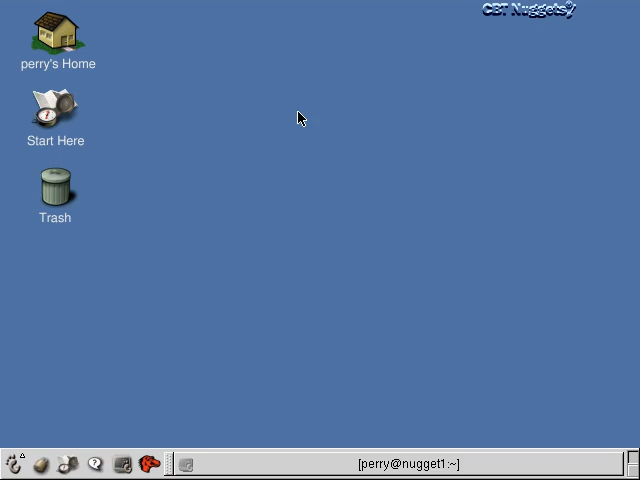 CBT Nuggets
perry's Home
Start Here
Trash
[perry@nugget1:~]